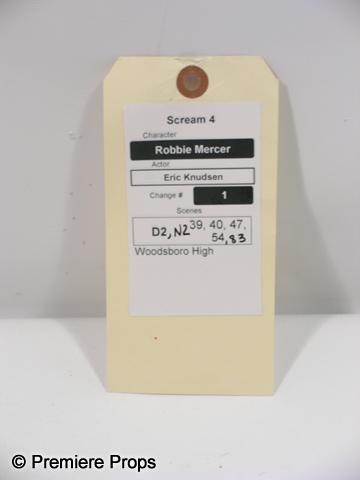 Scream 4
Character
Robbie Mercer
Actor
Eric Knudsen
Change # 1
Scenes
D2, N2 39, 40, 47,
54, 83
Woodsboro High
© Premiere Props